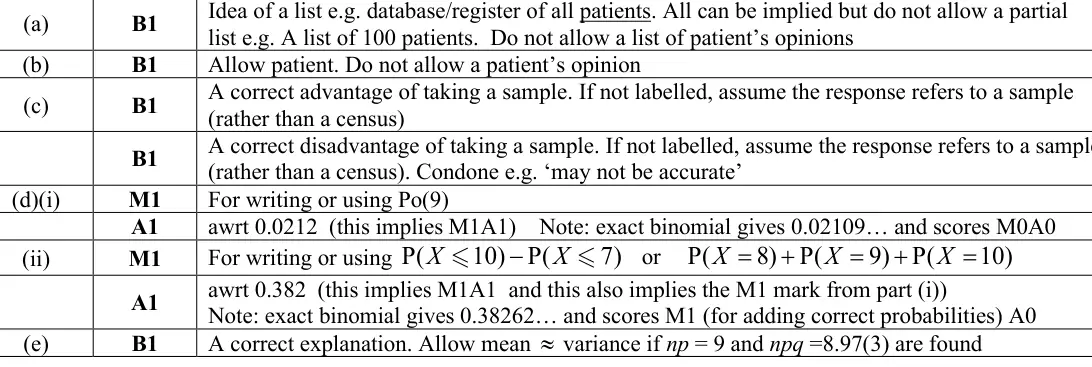 (a) B1 Idea of a list e.g. database/register of all patients. All can be implied but do not allow a partial
list e.g. A list of 100 patients. Do not allow a list of patient’s opinions
(b) B1 Allow patient. Do not allow a patient’s opinion
(c) B1 A correct advantage of taking a sample. If not labelled, assume the response refers to a sample
(rather than a census)
B1 A correct disadvantage of taking a sample. If not labelled, assume the response refers to a sample
(rather than a census). Condone e.g. ‘may not be accurate’
(d)(i) M1 For writing or using Po(9)
A1 awrt 0.0212 (this implies M1A1) Note: exact binomial gives 0.02109… and scores M0A0
(ii) M1 For writing or using P(X ⩽ 10) − P(X ⩽ 7) or P(X = 8) + P(X = 9) + P(X = 10)
A1 awrt 0.382 (this implies M1A1 and this also implies the M1 mark from part (i))
Note: exact binomial gives 0.38262… and scores M1 (for adding correct probabilities) A0
(e) B1 A correct explanation. Allow mean ≈ variance if np = 9 and npq =8.97(3) are found